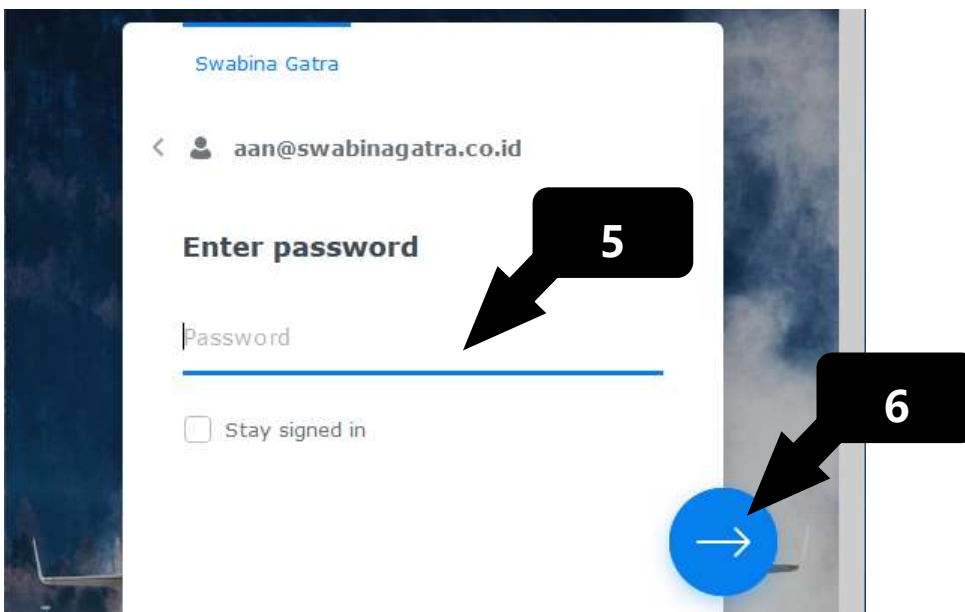 Swabina Gatra
aan@swabinagatra.co.id
Enter password
5
Password
6
Stay signed in